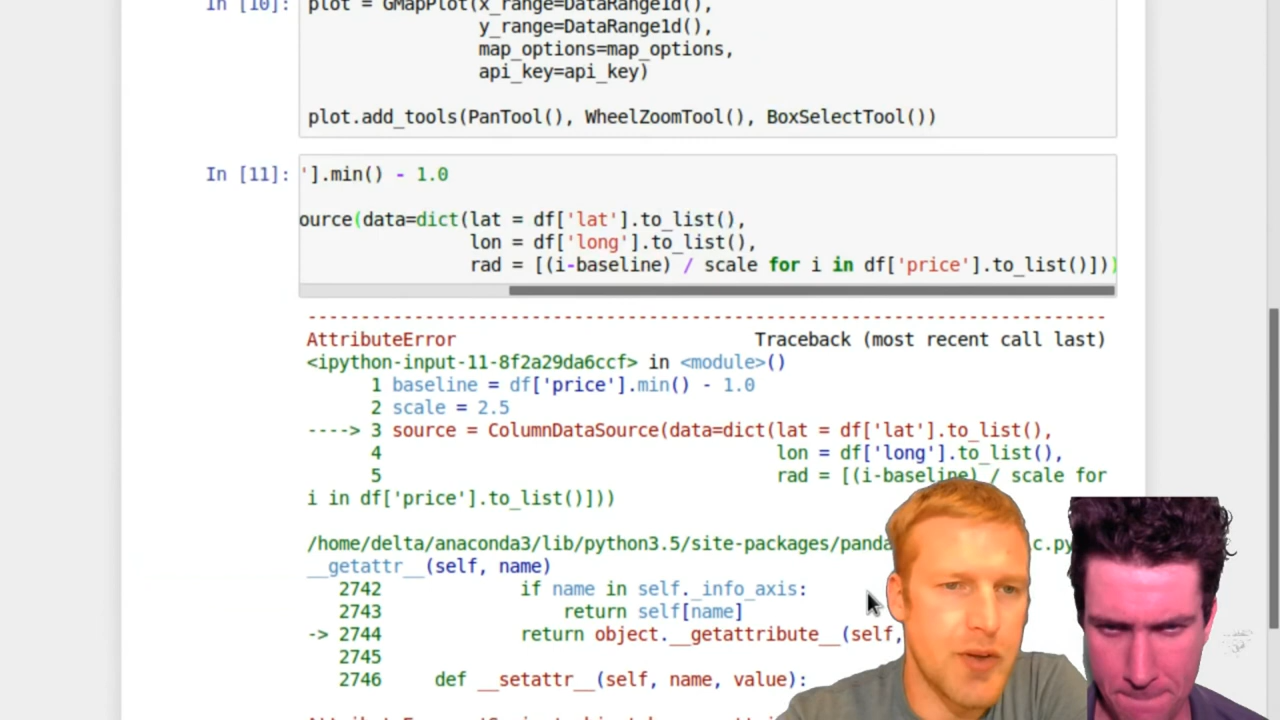 In [10]: plot = GMapPlot(x_range=DataRange1d(),
y_range=DataRange1d(),
map_options=map_options,
api_key=api_key)
plot.add_tools(PanTool(), WheelZoomTool(), BoxSelectTool())
In [11]: '].min() - 1.0
ource(data=dict(lat = df['lat'].to_list(),
lon = df['long'].to_list(),
rad = [(i-baseline) / scale for i in df['price'].to_list()]))
---------------------------------------------------------------------------
AttributeError Traceback (most recent call last)
<ipython-input-11-8f2a29da6ccf> in <module>()
1 baseline = df['price'].min() - 1.0
2 scale = 2.5
----> 3 source = ColumnDataSource(data=dict(lat = df['lat'].to_list(),
4 lon = df['long'].to_list(),
5 rad = [(i-baseline) / scale for
i in df['price'].to_list()]))
/home/delta/anaconda3/lib/python3.5/site-packages/panda c.py
__getattr__(self, name)
2742 if name in self._info_axis:
2743 return self[name]
-> 2744 return object.__getattribute__(self,
2745
2746 def __setattr__(self, name, value):